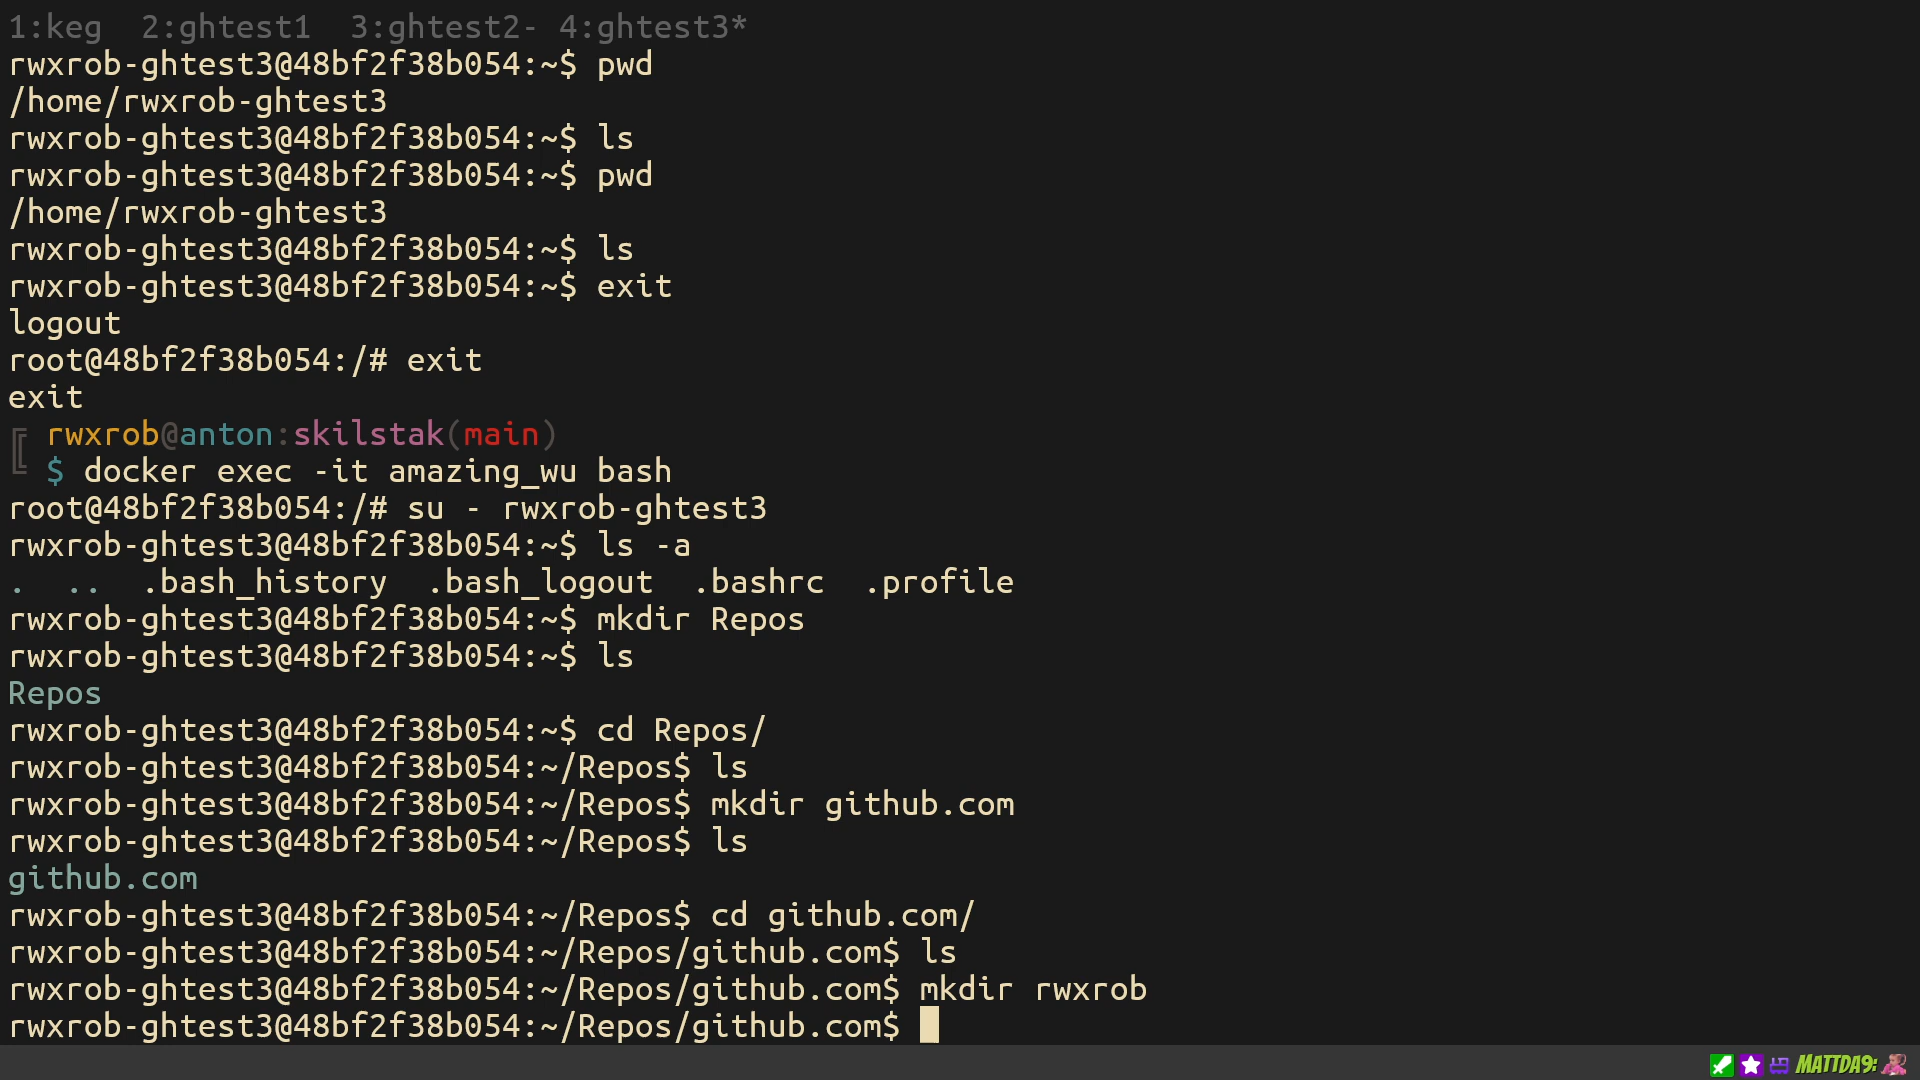 1:keg  2:ghtest1  3:ghtest2- 4:ghtest3*
rwxrob-ghtest3@48bf2f38b054:~$ pwd
/home/rwxrob-ghtest3
rwxrob-ghtest3@48bf2f38b054:~$ ls
rwxrob-ghtest3@48bf2f38b054:~$ pwd
/home/rwxrob-ghtest3
rwxrob-ghtest3@48bf2f38b054:~$ ls
rwxrob-ghtest3@48bf2f38b054:~$ exit
logout
root@48bf2f38b054:/# exit
exit
rwxrob@anton:skilstak(main)
$ docker exec -it amazing_wu bash
root@48bf2f38b054:/# su - rwxrob-ghtest3
rwxrob-ghtest3@48bf2f38b054:~$ ls -a
.  ..  .bash_history  .bash_logout  .bashrc  .profile
rwxrob-ghtest3@48bf2f38b054:~$ mkdir Repos
rwxrob-ghtest3@48bf2f38b054:~$ ls
Repos
rwxrob-ghtest3@48bf2f38b054:~$ cd Repos/
rwxrob-ghtest3@48bf2f38b054:~/Repos$ ls
rwxrob-ghtest3@48bf2f38b054:~/Repos$ mkdir github.com
rwxrob-ghtest3@48bf2f38b054:~/Repos$ ls
github.com
rwxrob-ghtest3@48bf2f38b054:~/Repos$ cd github.com/
rwxrob-ghtest3@48bf2f38b054:~/Repos/github.com$ ls
rwxrob-ghtest3@48bf2f38b054:~/Repos/github.com$ mkdir rwxrob
rwxrob-ghtest3@48bf2f38b054:~/Repos/github.com$
MATTDA9: